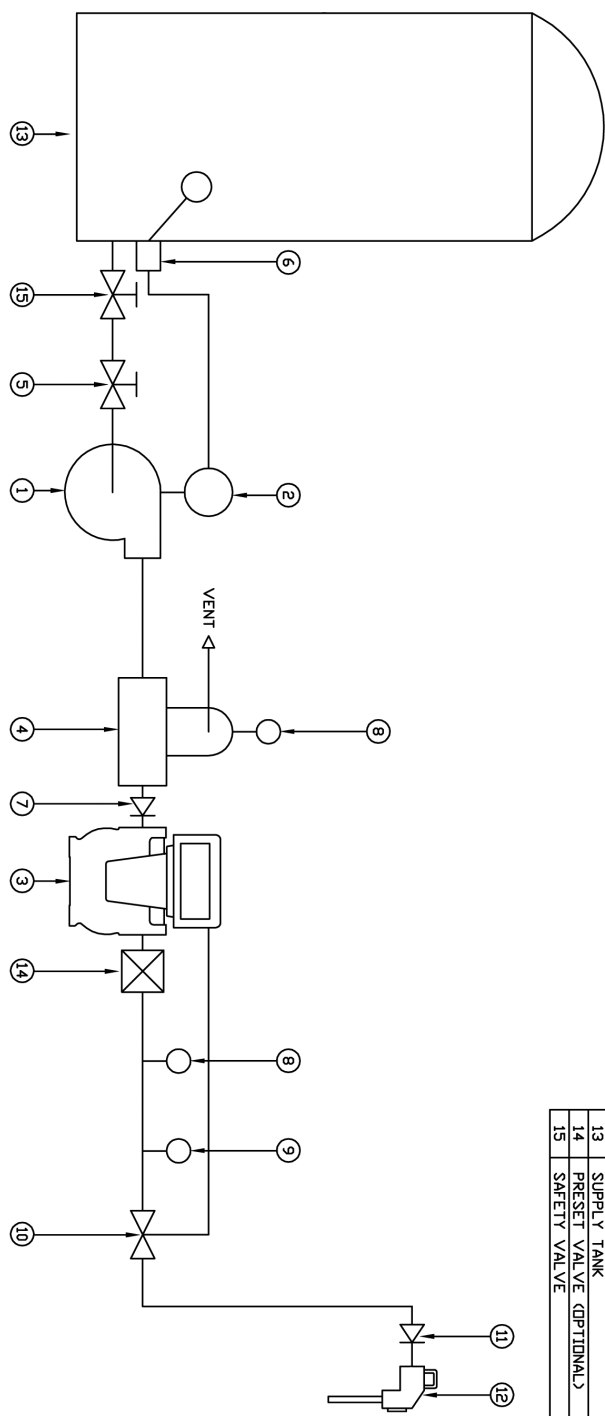 13 SUPPLY TANK
14 PRESET VALVE (OPTIONAL)
15 SAFETY VALVE
11 12
8
6 2 8 9
VENT
13 15 5 1 4 7 3 14 10